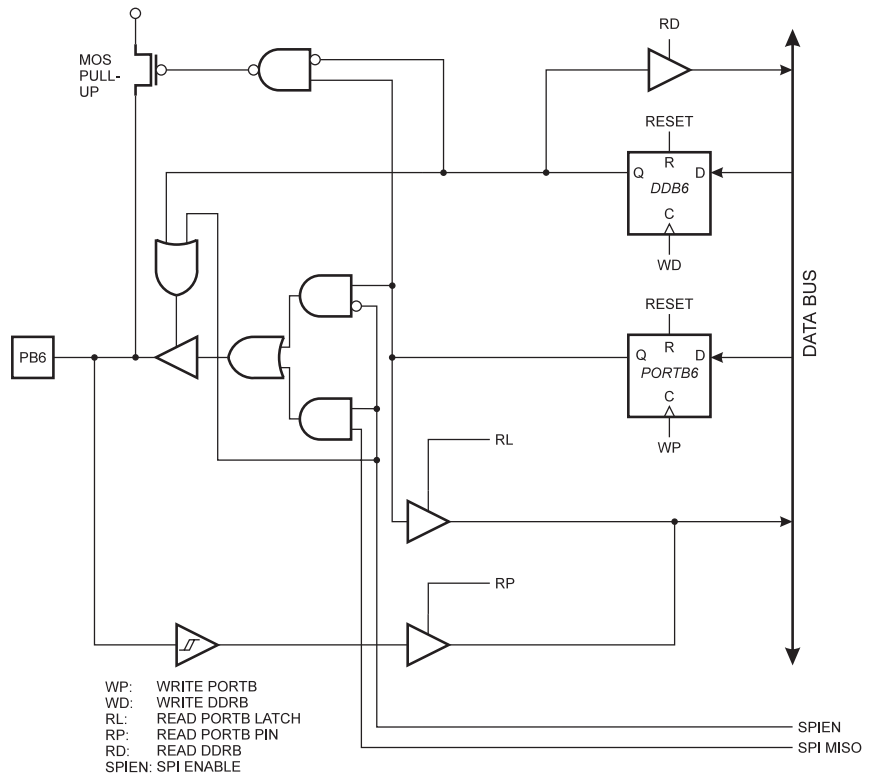 RD
MOS
PULL-
UP
RESET
R
Q
D
DDB6
C
WD
RESET
R
Q
D
PORTB6
C
WP
DATA BUS
PB6
RL
RP
WP: WRITE PORTB
WD: WRITE DDRB
RL: READ PORTB LATCH
RP: READ PORTB PIN
RD: READ DDRB
SPIEN: SPI ENABLE
SPIEN
SPI MISO